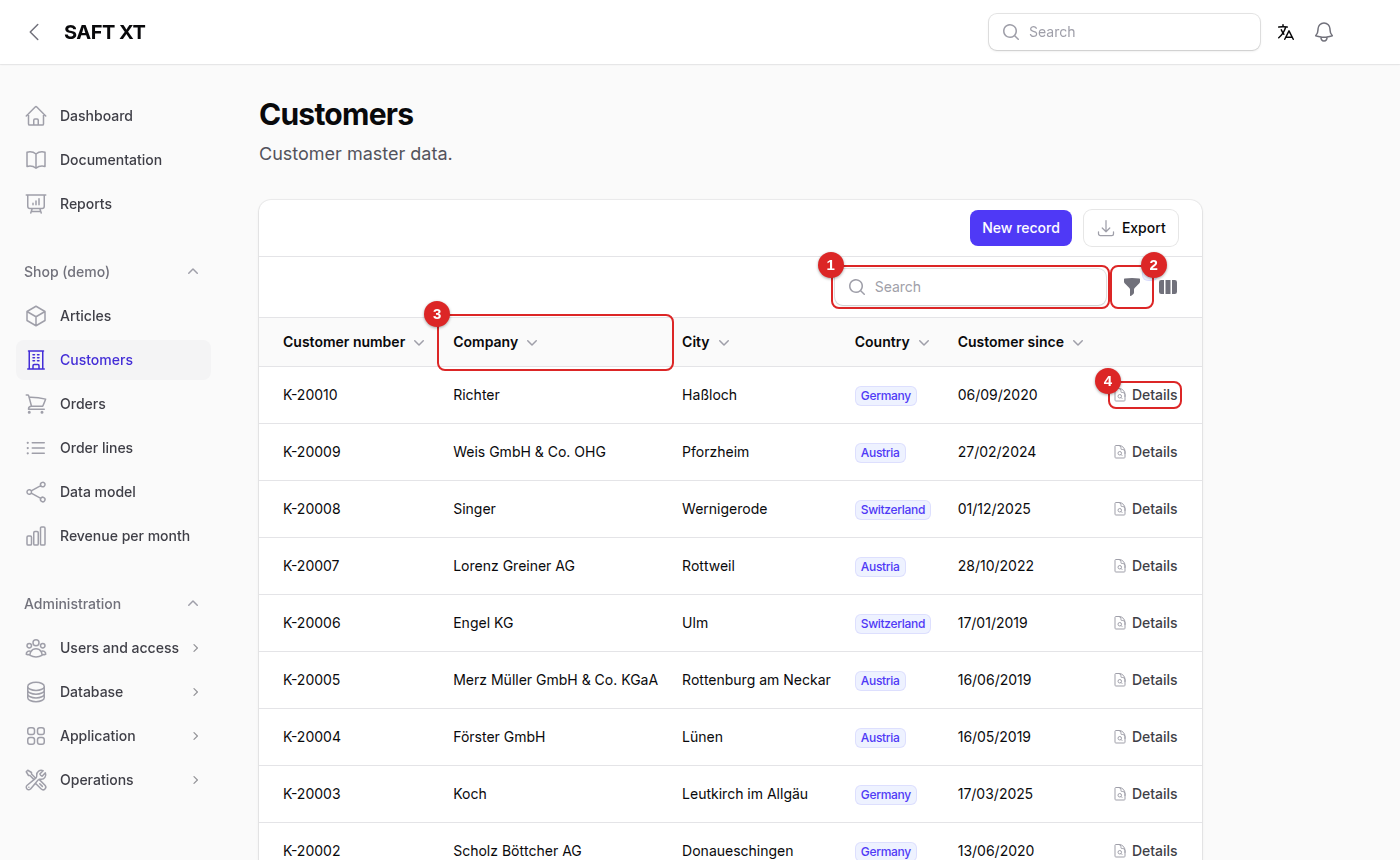 SAFT XT
Search
Dashboard
Documentation
Reports
Shop (demo)
Articles
Customers
Orders
Order lines
Data model
Revenue per month
Administration
Users and access
Database
Application
Operations
Customers
Customer master data.
New record
Export
1
Search
2
3
Customer number Company City Country Customer since
4
K-20010 Richter Haßloch Germany 06/09/2020 Details
K-20009 Weis GmbH & Co. OHG Pforzheim Austria 27/02/2024 Details
K-20008 Singer Wernigerode Switzerland 01/12/2025 Details
K-20007 Lorenz Greiner AG Rottweil Austria 28/10/2022 Details
K-20006 Engel KG Ulm Switzerland 17/01/2019 Details
K-20005 Merz Müller GmbH & Co. KGaA Rottenburg am Neckar Austria 16/06/2019 Details
K-20004 Förster GmbH Lünen Austria 16/05/2019 Details
K-20003 Koch Leutkirch im Allgäu Germany 17/03/2025 Details
K-20002 Scholz Böttcher AG Donaueschingen Germany 13/06/2020 Details